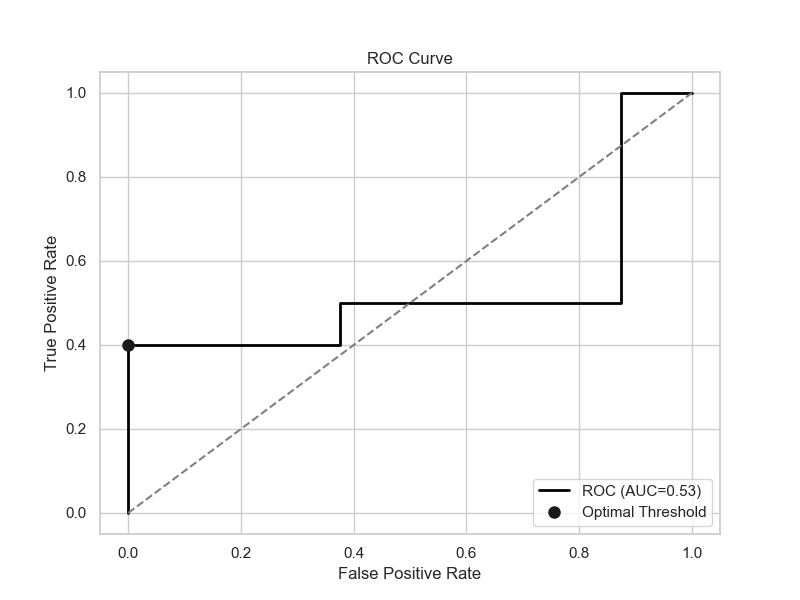 ROC Curve
True Positive Rate
1.0
0.8
0.6
0.4
0.2
0.0
ROC (AUC=0.53)
Optimal Threshold
0.0 0.2 0.4 0.6 0.8 1.0
False Positive Rate